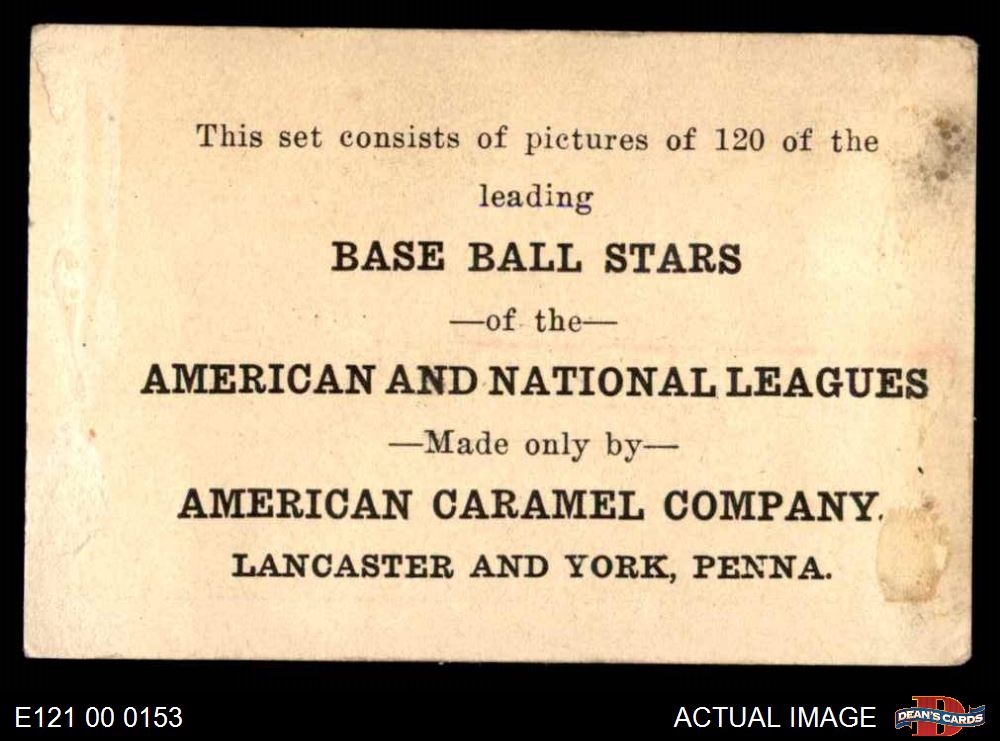 This set consists of pictures of 120 of the
leading
BASE BALL STARS
—of the—
AMERICAN AND NATIONAL LEAGUES
—Made only by—
AMERICAN CARAMEL COMPANY.
LANCASTER AND YORK, PENNA.
E121 00 0153
ACTUAL IMAGE
D
DEAN'S CARDS